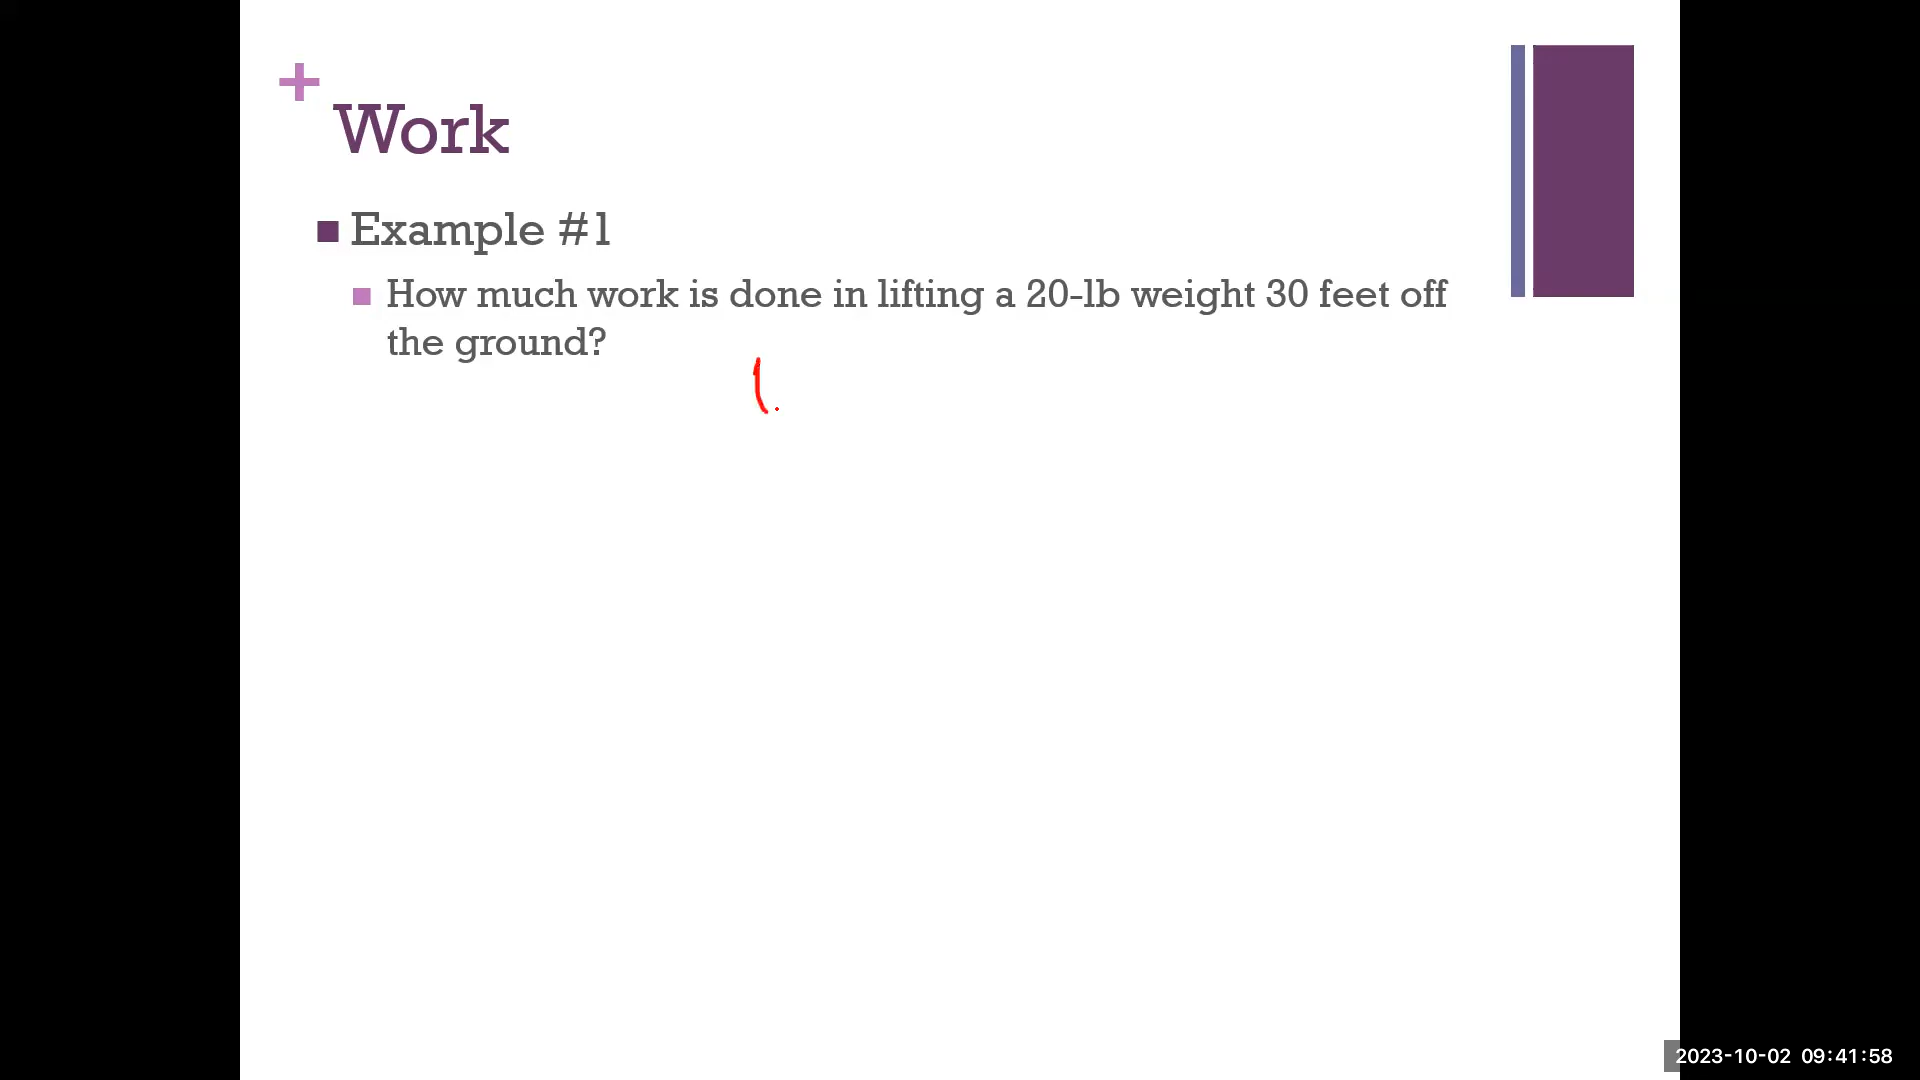 +
Work
Example #1
How much work is done in lifting a 20-lb weight 30 feet off
the ground?
2023-10-02 09:41:58